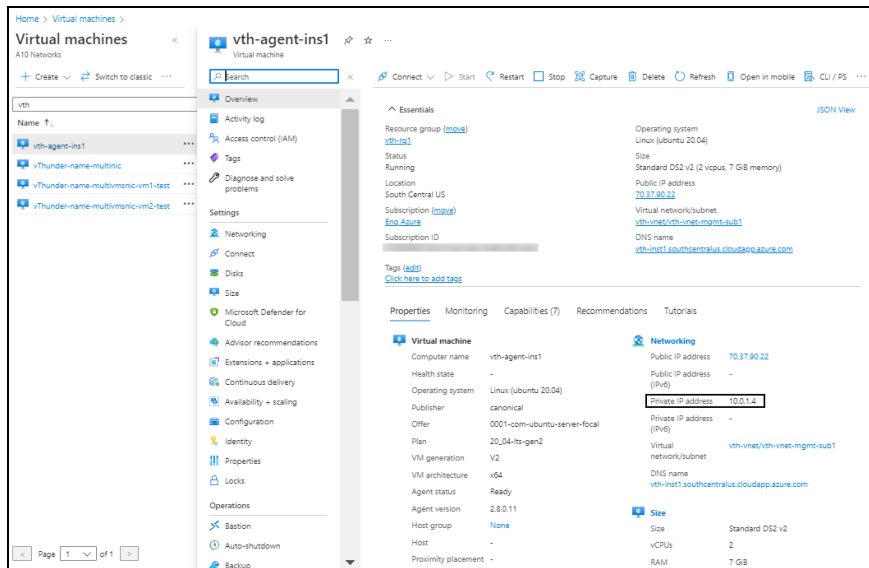 Home > Virtual machines >
Virtual machines «
A10 Networks
+ Create Switch to classic ...
vth
Name ↑↓
vth-agent-ins1 ...
vThunder-name-multinic ...
vThunder-name-multivmsnic-vm1-test ...
vThunder-name-multivmsnic-vm2-test ...
< Page 1 of 1 >
vth-agent-ins1 ...
Virtual machine
Search «
Overview
Activity log
Access control (IAM)
Tags
Diagnose and solve
problems
Settings
Networking
Connect
Disks
Size
Microsoft Defender for
Cloud
Advisor recommendations
Extensions + applications
Continuous delivery
Availability + scaling
Configuration
Identity
Properties
Locks
Operations
Bastion
Auto-shutdown
Backup
Connect Start Restart Stop Capture Delete Refresh Open in mobile CLI / PS ...
Essentials JSON View
Resource group (move)
vth-rg1
Status
Running
Location
South Central US
Subscription (move)
Eng Azure
Subscription ID
Operating system
Linux (ubuntu 20.04)
Size
Standard DS2 v2 (2 vcpus, 7 GiB memory)
Public IP address
70.37.90.22
Virtual network/subnet
vth-vnet/vth-vnet-mgmt-sub1
DNS name
vth-inst1.southcentralus.cloudapp.azure.com
Tags (edit)
Click here to add tags
Properties Monitoring Capabilities (7) Recommendations Tutorials
Virtual machine
Computer name vth-agent-ins1
Health state -
Operating system Linux (ubuntu 20.04)
Publisher canonical
Offer 0001-com-ubuntu-server-focal
Plan 20_04-lts-gen2
VM generation V2
VM architecture x64
Agent status Ready
Agent version 2.8.0.11
Host group None
Host -
Proximity placement -
Networking
Public IP address 70.37.90.22
Public IP address -
(IPv6)
Private IP address 10.0.1.4
Private IP address -
(IPv6)
Virtual vth-vnet/vth-vnet-mgmt-sub1
network/subnet
DNS name
vth-inst1.southcentralus.cloudapp.azure.com
Size
Size Standard DS2 v2
vCPUs 2
RAM 7 GiB